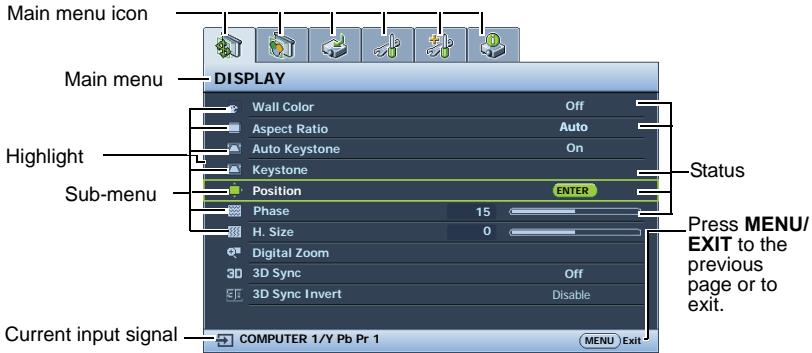 Main menu icon
Main menu
DISPLAY
Wall Color Off
Aspect Ratio Auto
Auto Keystone On
Highlight
Keystone
Status
Sub-menu
Position ENTER
Phase 15
H. Size 0
Press MENU/
EXIT to the
previous
page or to
exit.
Digital Zoom
3D 3D Sync Off
3D Sync Invert Disable
Current input signal
COMPUTER 1/Y Pb Pr 1
MENU Exit